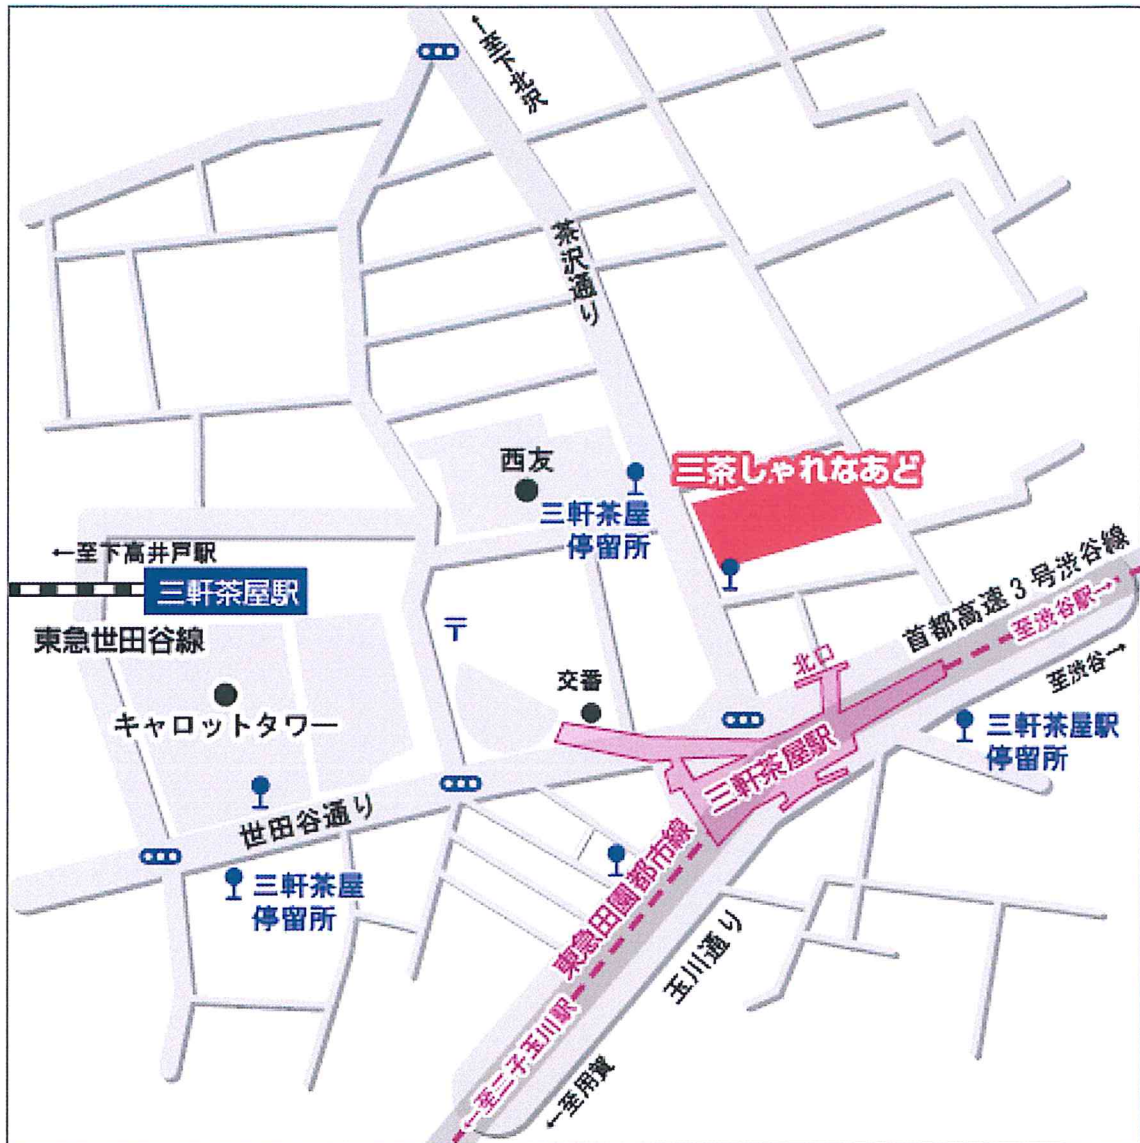 ←至下北沢
茶沢通り
西友
三軒茶屋
停留所
三茶しゃれなあど
←至下高井戸駅
三軒茶屋駅
東急世田谷線
〒
交番
キャロットタワー
北口
首都高速3号渋谷線
至渋谷駅→
至渋谷→
三軒茶屋駅
三軒茶屋駅
停留所
世田谷通り
三軒茶屋
停留所
東急田園都市線
玉川通り
←至二子玉川駅
←至用賀